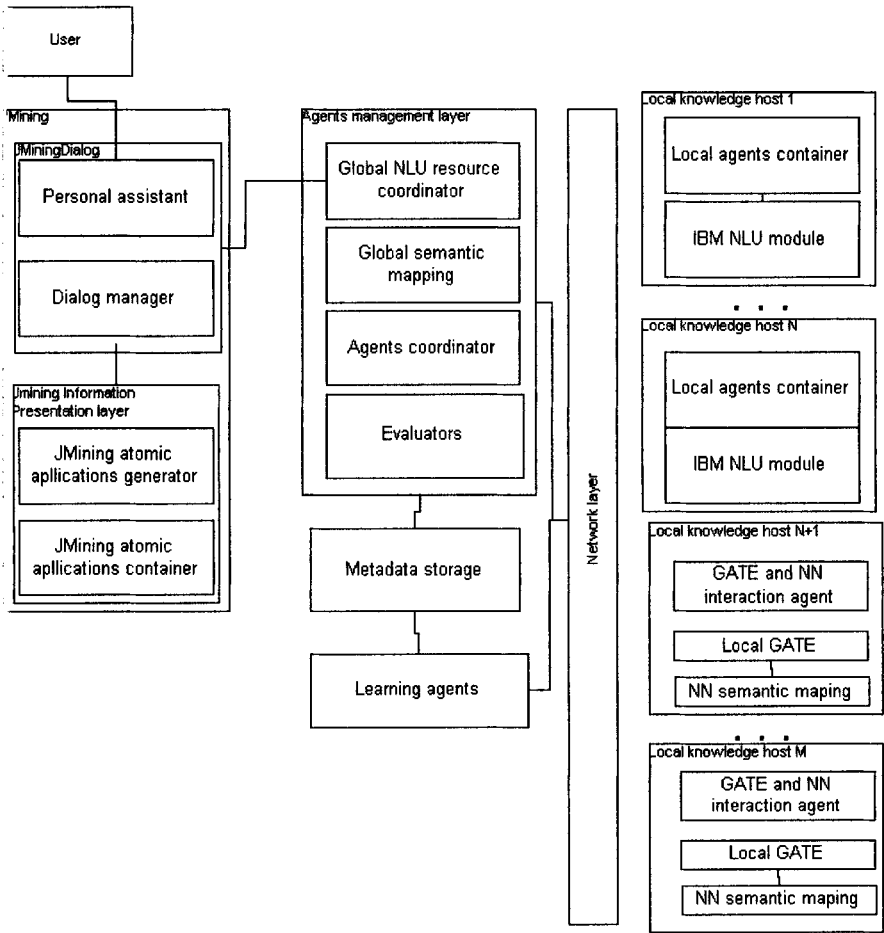 User
Mining
JMiningDialog
Personal assistant
Dialog manager
Jmining Information
Presentation layer
JMining atomic
apllications generator
JMining atomic
apllications container
Agents management layer
Global NLU resource
coordinator
Global semantic
mapping
Agents coordinator
Evaluators
Metadata storage
Learning agents
Network layer
Local knowledge host 1
Local agents container
IBM NLU module
. . .
Local knowledge host N
Local agents container
IBM NLU module
Local knowledge host N+1
GATE and NN
interaction agent
Local GATE
NN semantic maping
. . .
Local knowledge host M
GATE and NN
interaction agent
Local GATE
NN semantic maping